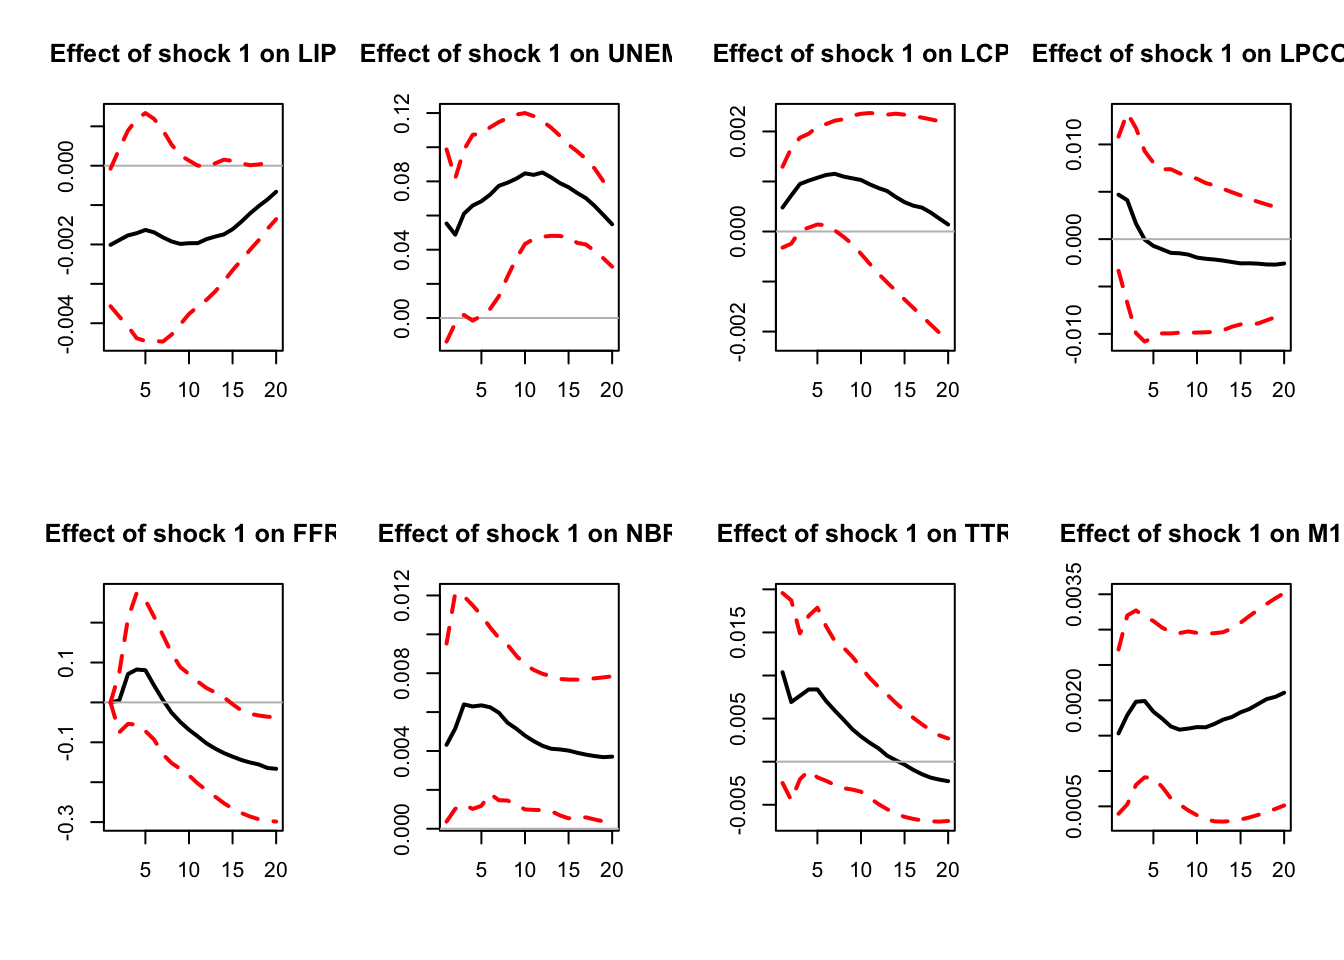 Effect of shock 1 on LIP
Effect of shock 1 on UNEM
Effect of shock 1 on LCP
Effect of shock 1 on LPCO
0.000
-0.002
-0.004
5 10 15 20
0.12
0.08
0.04
0.00
5 10 15 20
0.002
0.000
-0.002
5 10 15 20
0.010
0.000
-0.010
5 10 15 20
Effect of shock 1 on FFR
Effect of shock 1 on NBR
Effect of shock 1 on TTR
Effect of shock 1 on M1
0.1
-0.1
-0.3
5 10 15 20
0.012
0.008
0.004
0.000
5 10 15 20
0.015
0.005
-0.005
5 10 15 20
0.0035
0.0020
0.0005
5 10 15 20